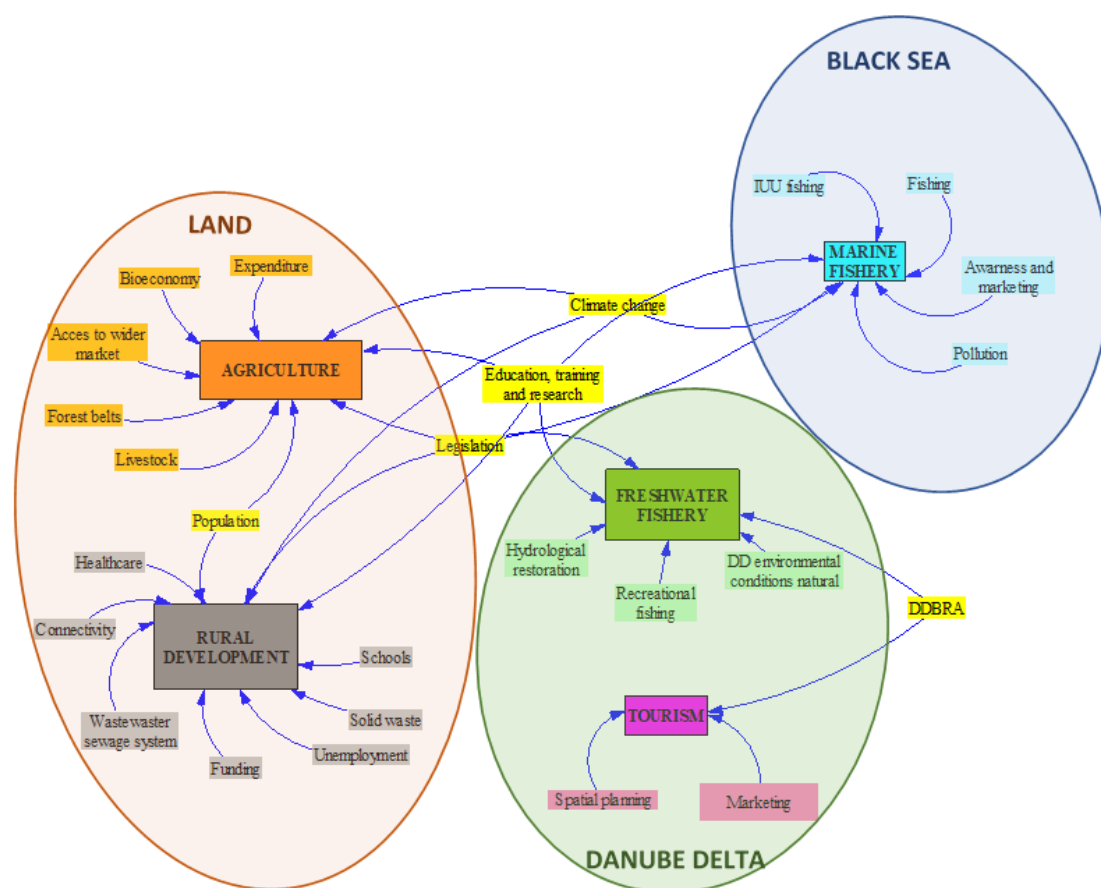 BLACK SEA
IUU fishing
Fishing
MARINE
FISHERY
Awarness and
marketing
Pollution
LAND
Bioeconomy
Expenditure
Acces to wider
market
AGRICULTURE
Forest belts
Livestock
Climate change
Education, training
and research
Legislation
Population
Healthcare
Connectivity
RURAL
DEVELOPMENT
Schools
Solid waste
Wastewater
sewage system
Unemployment
Funding
FRESHWATER
FISHERY
Hydrological
restoration
Recreational
fishing
DD environmental
conditions natural
DDBRA
TOURISM
Spatial planning
Marketing
DANUBE DELTA